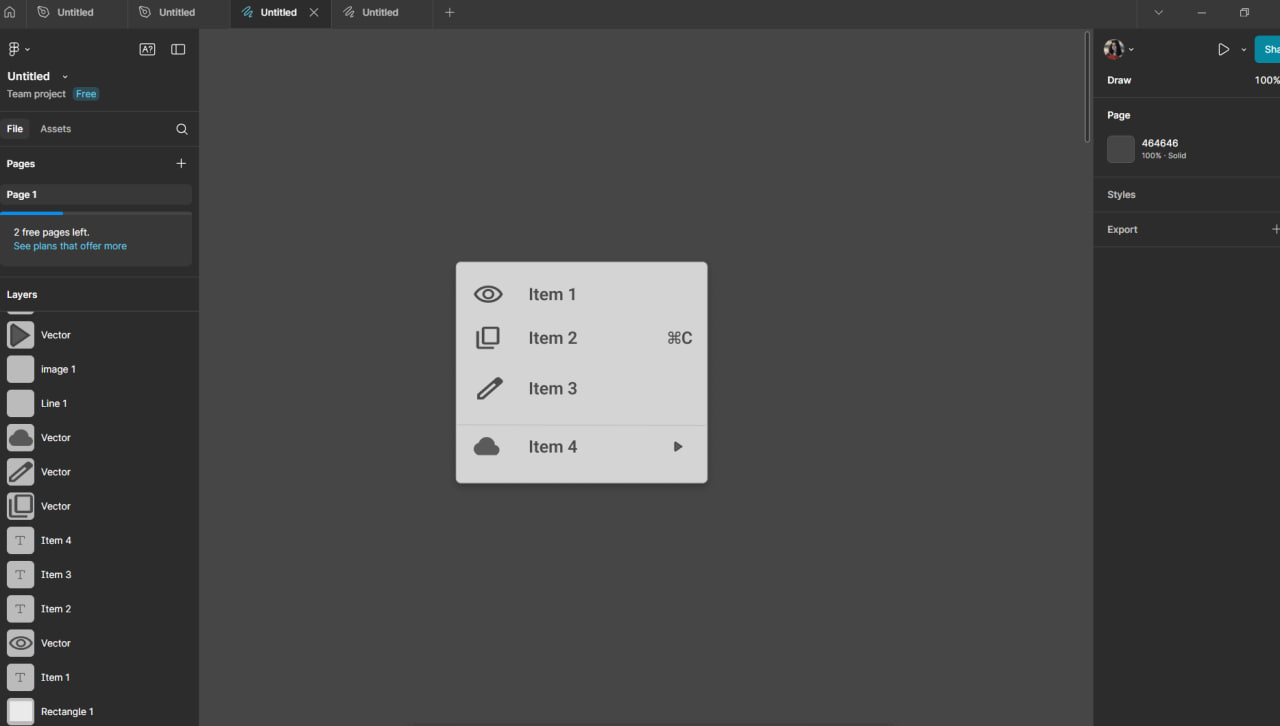 Untitled
Untitled
Untitled
Untitled
A?
Untitled
Team project Free
File Assets
Pages
Page 1
2 free pages left.
See plans that offer more
Layers
Vector
image 1
Line 1
Vector
Vector
Vector
T Item 4
T Item 3
T Item 2
Vector
T Item 1
Rectangle 1
Item 1
Item 2 ⌘C
Item 3
Item 4
Sha
Draw 100%
Page
464646
100% · Solid
Styles
Export